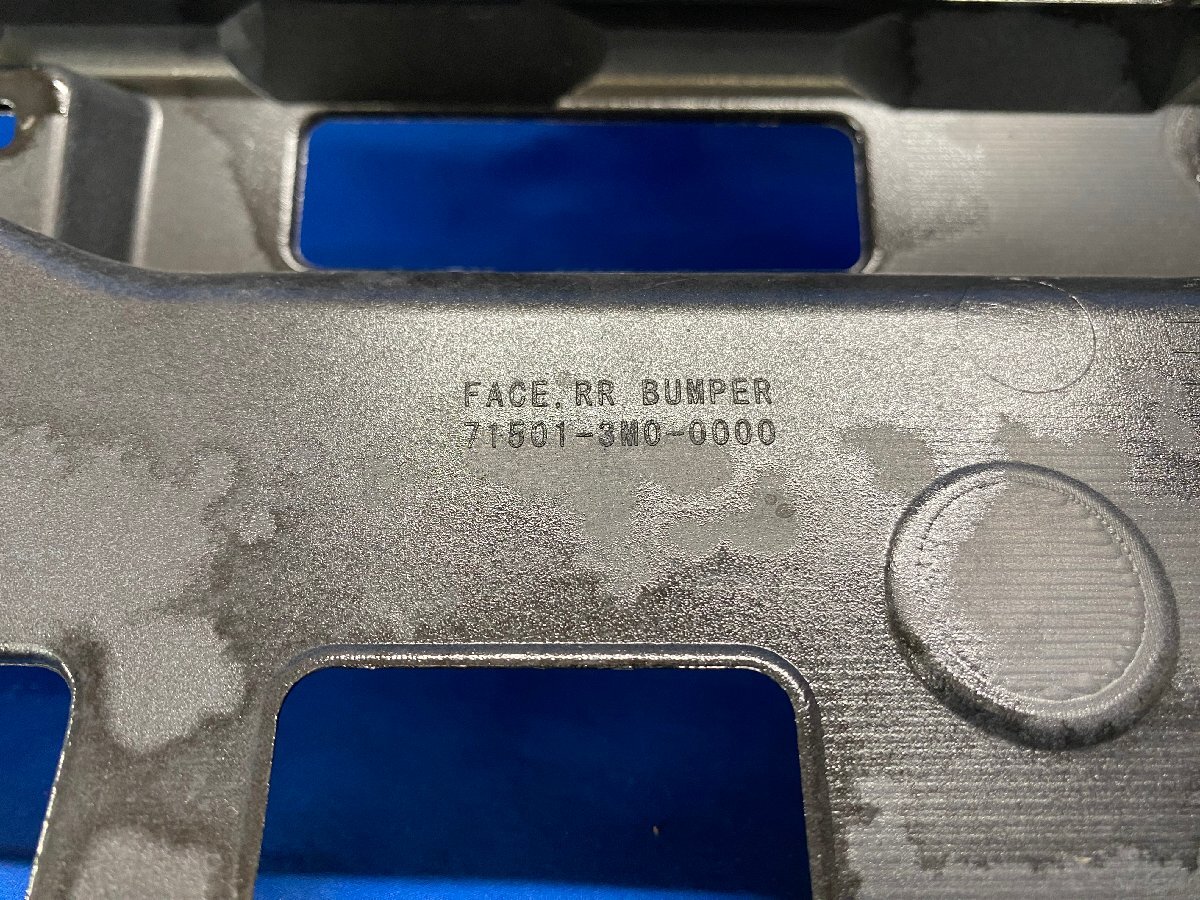 FACE, RR BUMPER
71501-3M0-0000